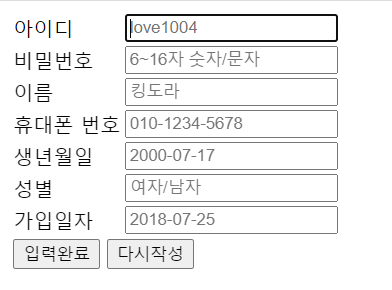 아이디 love1004
비밀번호 6~16자 숫자/문자
이름 킹도라
휴대폰 번호 010-1234-5678
생년월일 2000-07-17
성별 여자/남자
가입일자 2018-07-25
입력완료 다시작성